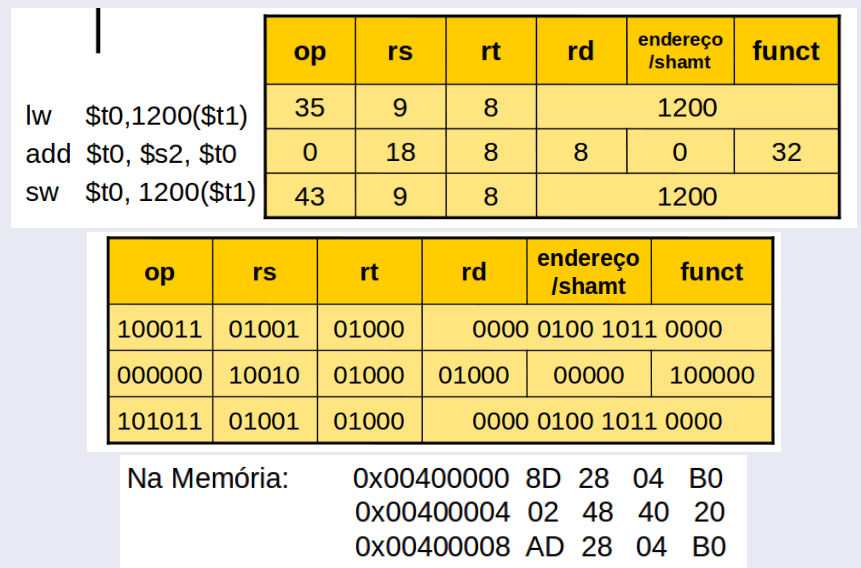 op rs rt rd endereço /shamt funct
lw $t0,1200($t1) 35 9 8 1200
add $t0, $s2, $t0 0 18 8 8 0 32
sw $t0, 1200($t1) 43 9 8 1200
op rs rt rd endereço /shamt funct
100011 01001 01000 0000 0100 1011 0000
000000 10010 01000 01000 00000 100000
101011 01001 01000 0000 0100 1011 0000
Na Memória: 0x00400000 8D 28 04 B0
0x00400004 02 48 40 20
0x00400008 AD 28 04 B0